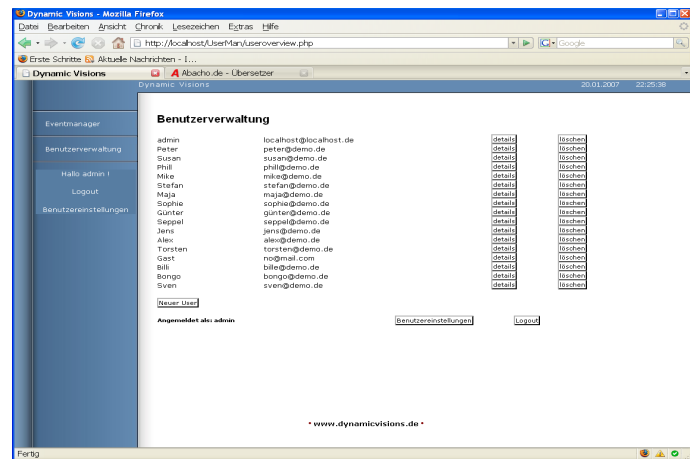 Dynamic Visions - Mozilla Firefox
Datei Bearbeiten Ansicht Chronik Lesezeichen Extras Hilfe
http://localhost/UserMan/useroverview.php Google
Erste Schritte Aktuelle Nachrichten - I...
Dynamic Visions Abacho.de - Übersetzer
Dynamic Visions 20.01.2007 22:25:38
Eventmanager
Benutzerverwaltung
Hallo admin !
Logout
Benutzereinstellungen
Benutzerverwaltung
admin localhost@localhost.de details löschen
Peter peter@demo.de details löschen
Susan susan@demo.de details löschen
Phill phill@demo.de details löschen
Mike mike@demo.de details löschen
Stefan stefan@demo.de details löschen
Maja maja@demo.de details löschen
Sophie sophie@demo.de details löschen
Günter günter@demo.de details löschen
Seppel seppel@demo.de details löschen
Jens jens@demo.de details löschen
Alex alex@demo.de details löschen
Torsten torsten@demo.de details löschen
Gast no@mail.com details löschen
Billi bille@demo.de details löschen
Bongo bongo@demo.de details löschen
Sven sven@demo.de details löschen
Neuer User
Angemeldet als: admin Benutzereinstellungen Logout
* www.dynamicvisions.de *
Fertig